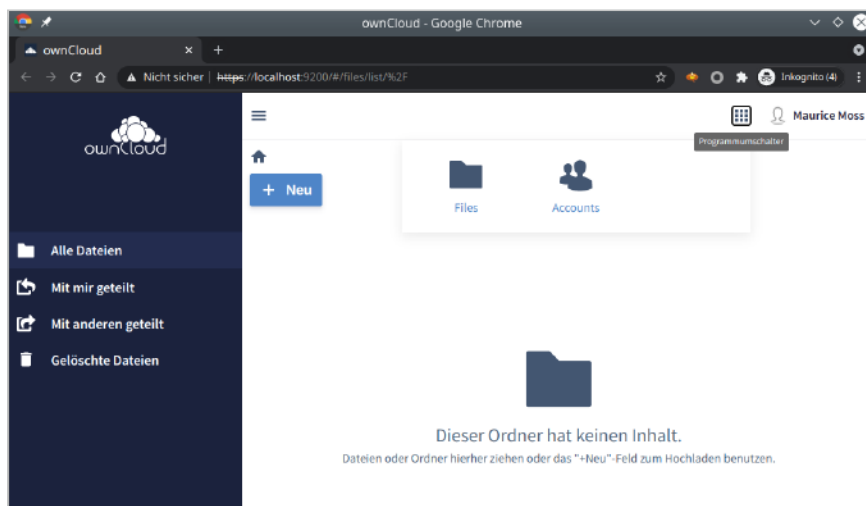 ownCloud - Google Chrome
ownCloud
Nicht sicher | https://localhost:9200/#/files/list/%2F
Inkognito (4)
ownCloud
Maurice Moss
Programmumschalter
+ Neu
Files
Accounts
Alle Dateien
Mit mir geteilt
Mit anderen geteilt
Gelöschte Dateien
Dieser Ordner hat keinen Inhalt.
Dateien oder Ordner hierher ziehen oder das "+Neu"-Feld zum Hochladen benutzen.